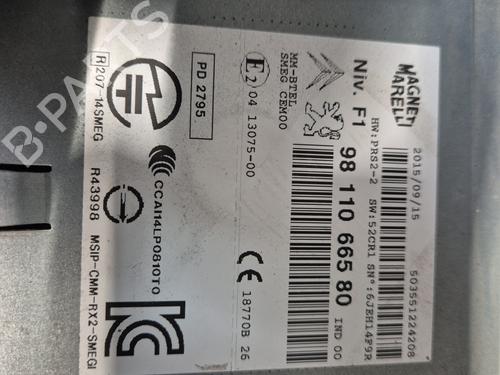 MAGNETI
MARELLI
2015/09/15
503551224208
Niv. F1
HW:PRS2-2 SW:52CR1 SN°:6JEH14F9R
98 110 665 80
IND 00
MM-BTEL
SMEG CEM00
E2
04 13075-00
CE
18770B 26
PD 2795
CCAI14LP0810T0
R 207-14SMEG
R43998
MSIP-CMM-RX2-SMEGI
B-PARTS